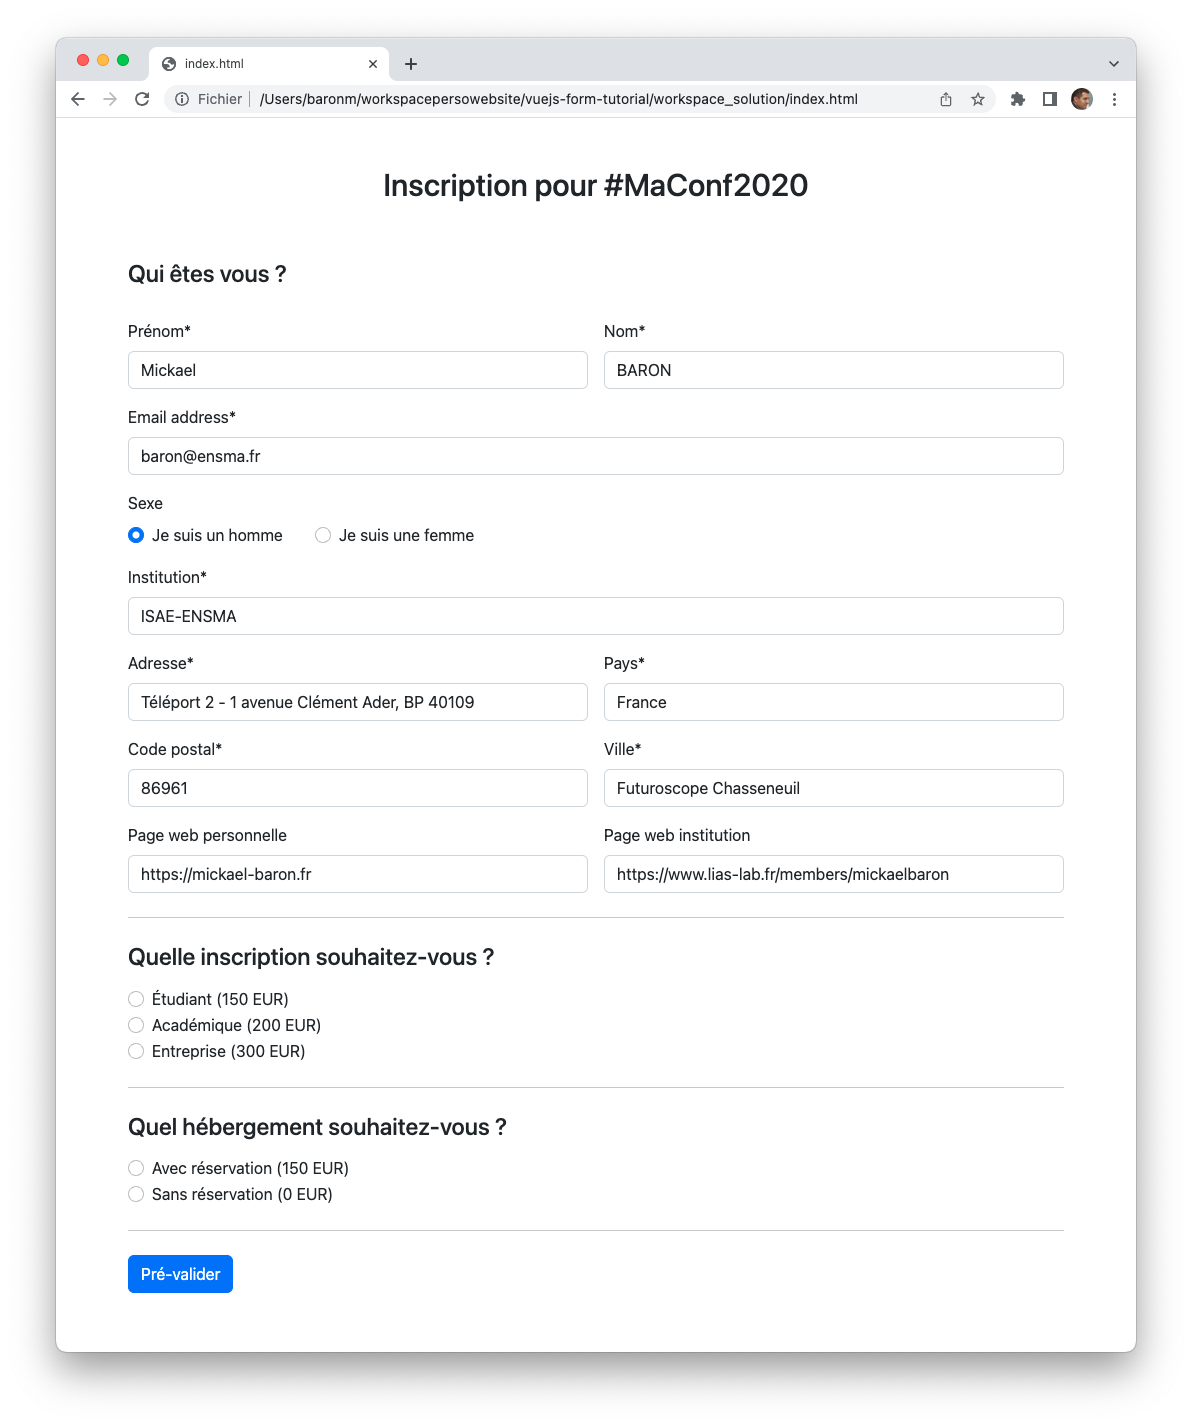 index.html
Fichier /Users/baronm/workspacepersowebsite/vuejs-form-tutorial/workspace_solution/index.html
Inscription pour #MaConf2020
Qui êtes vous ?
Prénom* Nom*
Mickael BARON
Email address*
baron@ensma.fr
Sexe
Je suis un homme Je suis une femme
Institution*
ISAE-ENSMA
Adresse* Pays*
Téléport 2 - 1 avenue Clément Ader, BP 40109 France
Code postal* Ville*
86961 Futuroscope Chasseneuil
Page web personnelle Page web institution
https://mickael-baron.fr https://www.lias-lab.fr/members/mickaelbaron
Quelle inscription souhaitez-vous ?
Étudiant (150 EUR)
Académique (200 EUR)
Entreprise (300 EUR)
Quel hébergement souhaitez-vous ?
Avec réservation (150 EUR)
Sans réservation (0 EUR)
Pré-valider